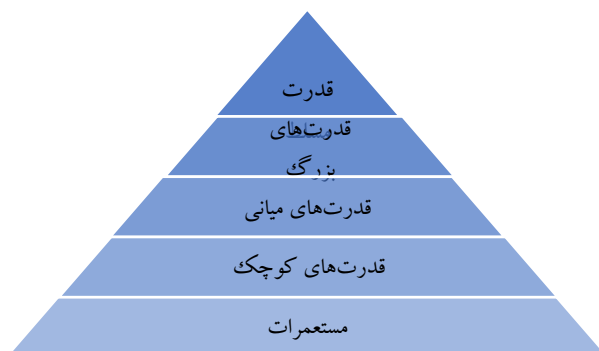 قدرت
قدرت‌های
بزرگ
قدرت‌های میانی
قدرت‌های کوچک
مستعمرات